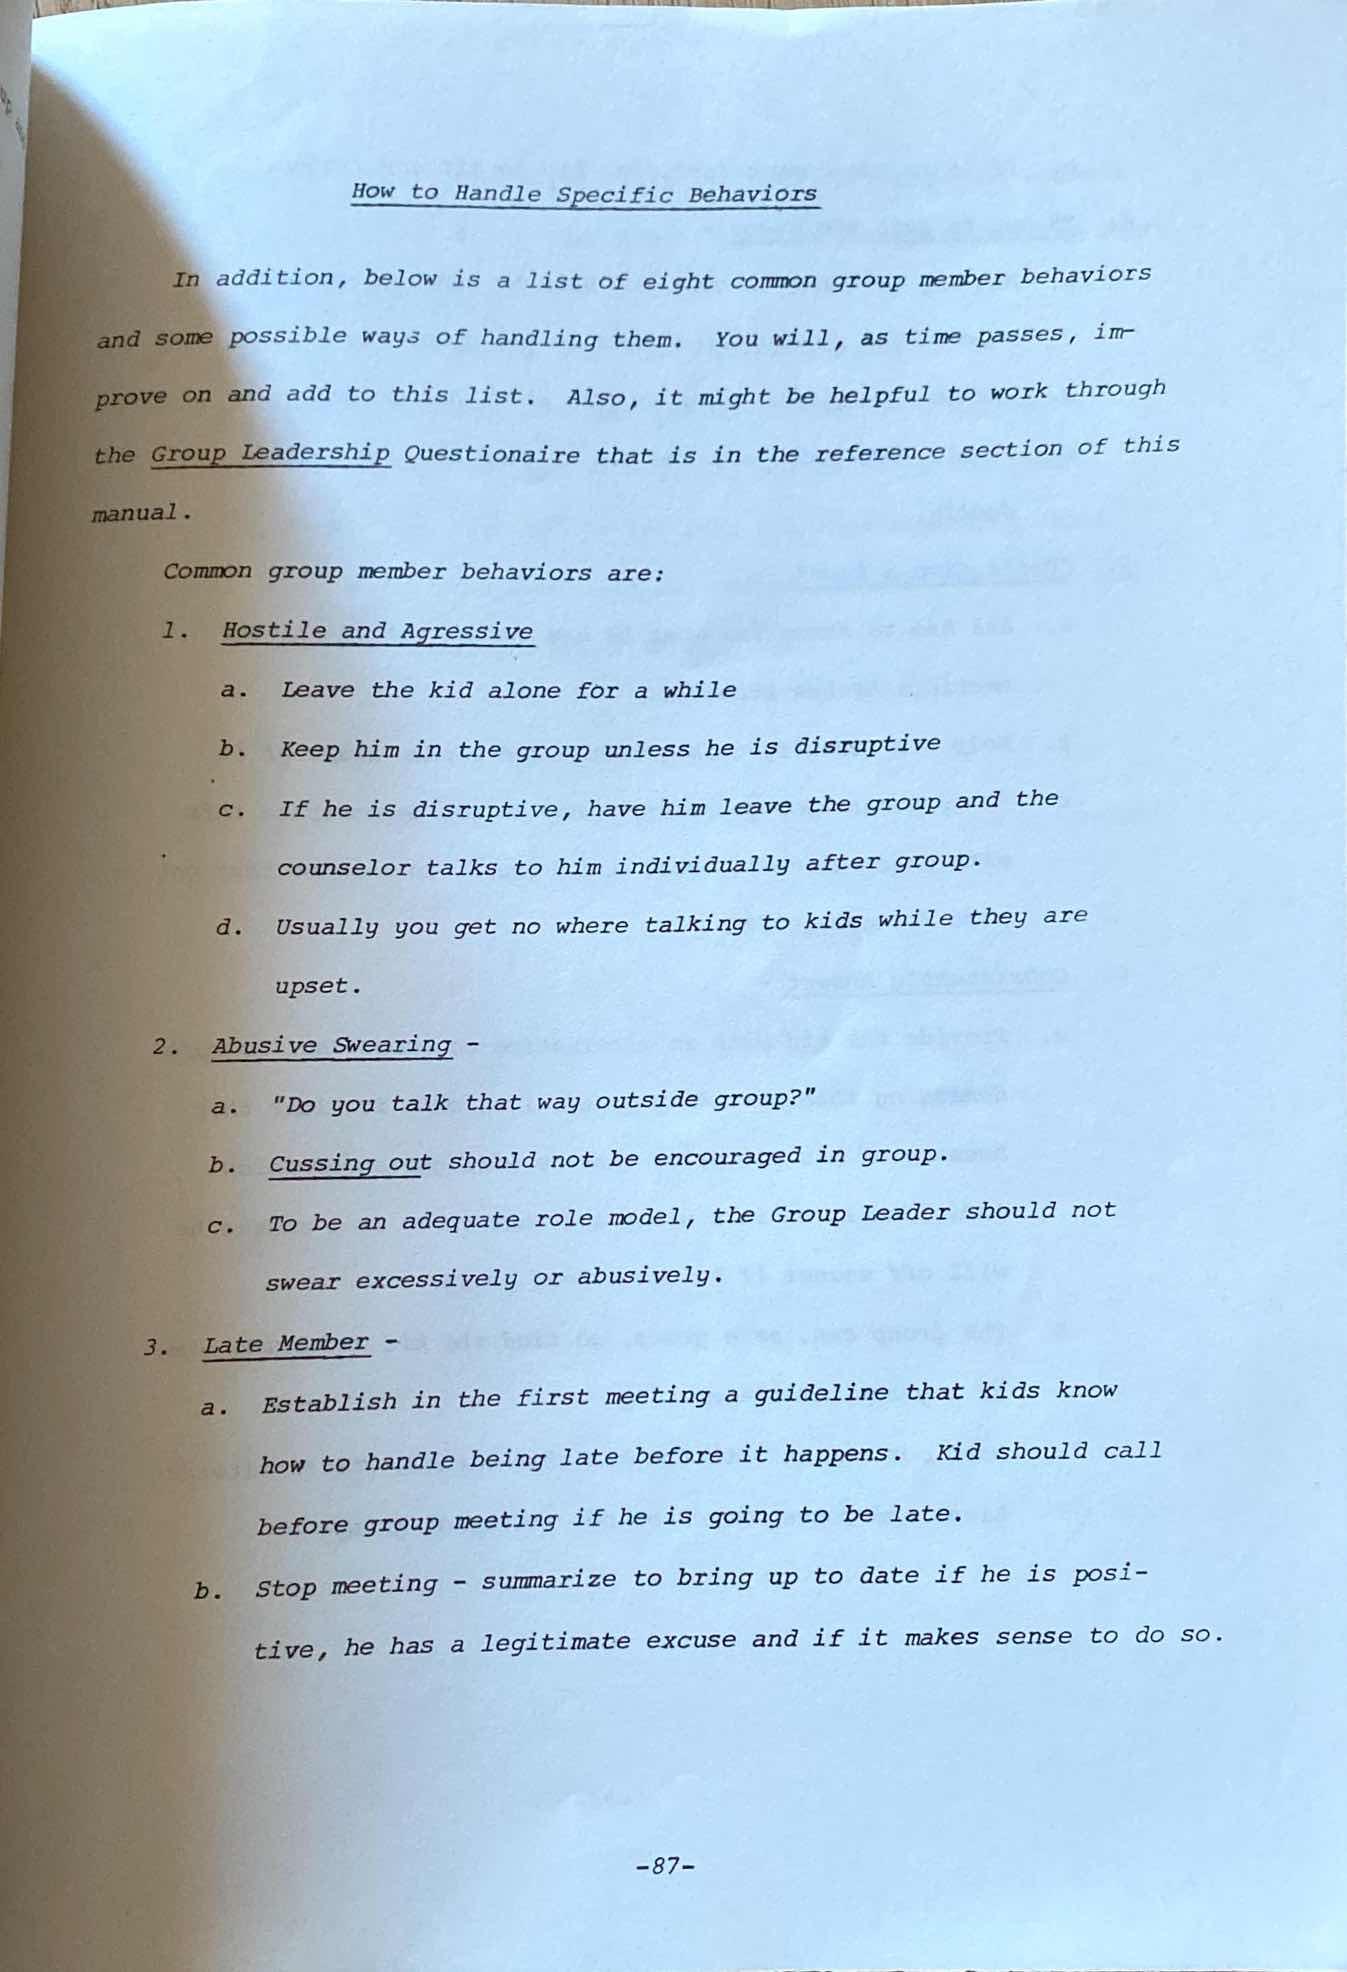 How to Handle Specific Behaviors
In addition, below is a list of eight common group member behaviors
and some possible ways of handling them. You will, as time passes, im-
prove on and add to this list. Also, it might be helpful to work through
the Group Leadership Questionaire that is in the reference section of this
manual.
Common group member behaviors are:
1. Hostile and Agressive
a. Leave the kid alone for a while
b. Keep him in the group unless he is disruptive
c. If he is disruptive, have him leave the group and the
counselor talks to him individually after group.
d. Usually you get no where talking to kids while they are
upset.
2. Abusive Swearing -
a. "Do you talk that way outside group?"
b. Cussing out should not be encouraged in group.
c. To be an adequate role model, the Group Leader should not
swear excessively or abusively.
3. Late Member -
a. Establish in the first meeting a guideline that kids know
how to handle being late before it happens. Kid should call
before group meeting if he is going to be late.
b. Stop meeting - summarize to bring up to date if he is posi-
tive, he has a legitimate excuse and if it makes sense to do so.
-87-